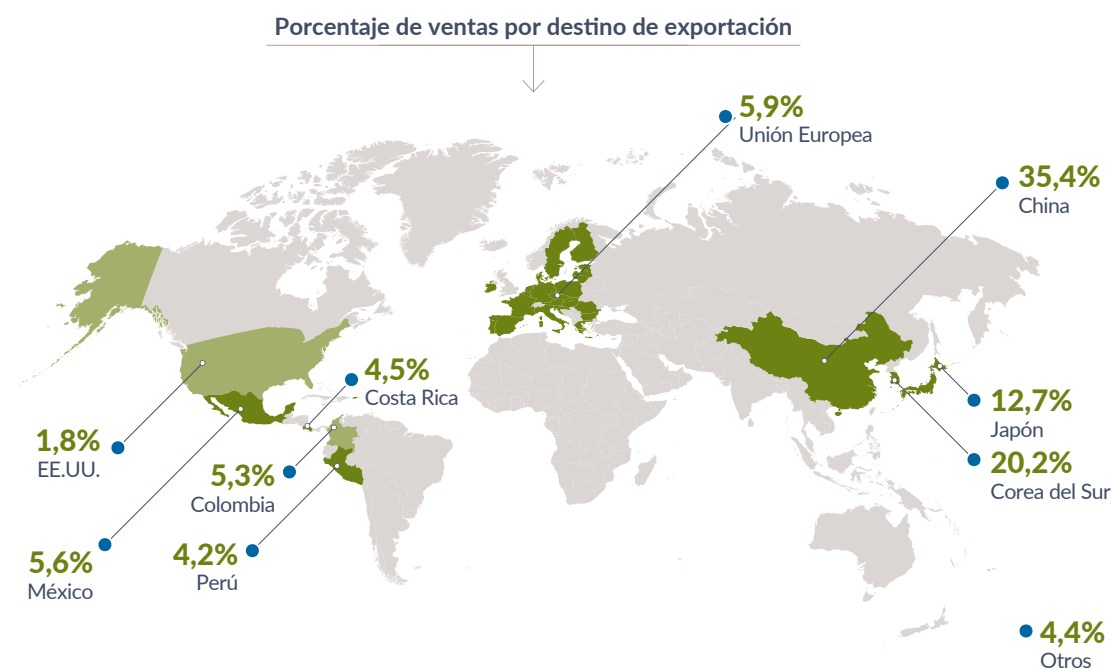 Porcentaje de ventas por destino de exportación
5,9%
Unión Europea
35,4%
China
4,5%
Costa Rica
12,7%
Japón
1,8%
EE.UU.
20,2%
Corea del Sur
5,3%
Colombia
5,6%
México
4,2%
Perú
4,4%
Otros